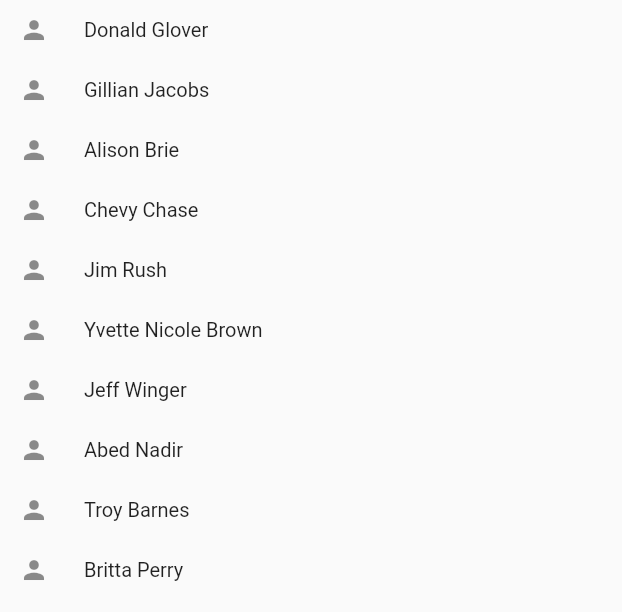 Donald Glover
Gillian Jacobs
Alison Brie
Chevy Chase
Jim Rush
Yvette Nicole Brown
Jeff Winger
Abed Nadir
Troy Barnes
Britta Perry